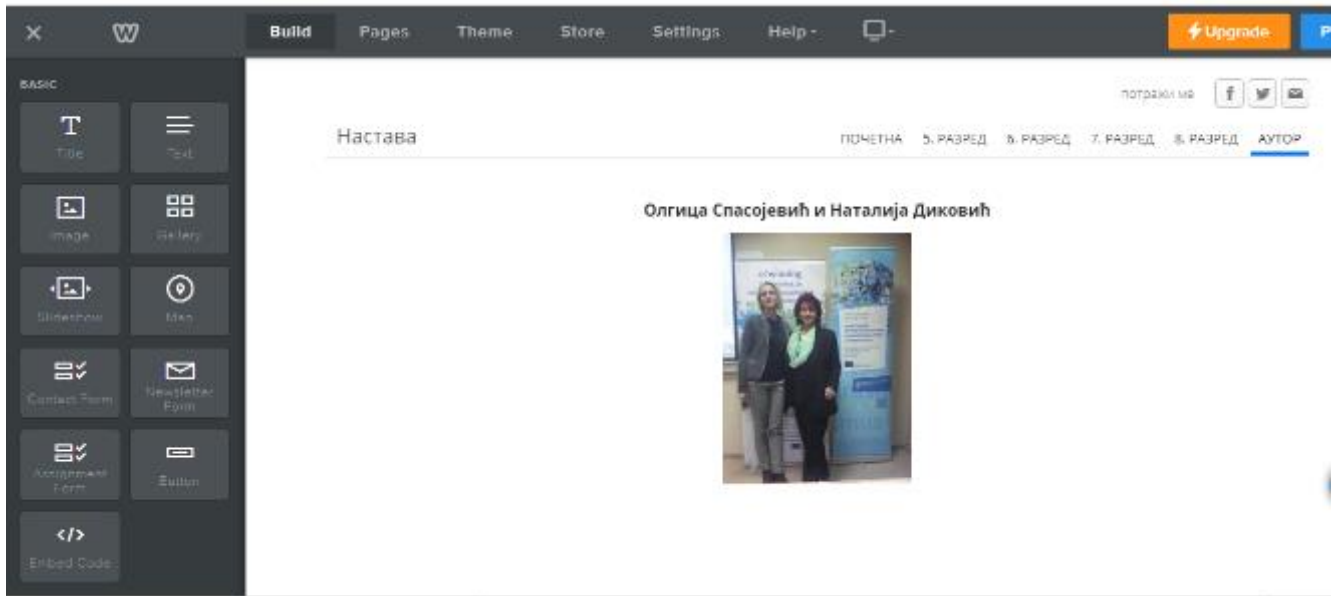 Build Pages Theme Store Settings Help Upgrade P
BASIC
потражи ме
Настава
ПОЧЕТНА 5. РАЗРЕД 6. РАЗРЕД 7. РАЗРЕД 8. РАЗРЕД АУТОР
Title Text
Image Gallery
Slideshow Map
Contact Form
Newsletter Form
Assignment Form
Button
Embed Code
Олгица Спасојевић и Наталија Диковић